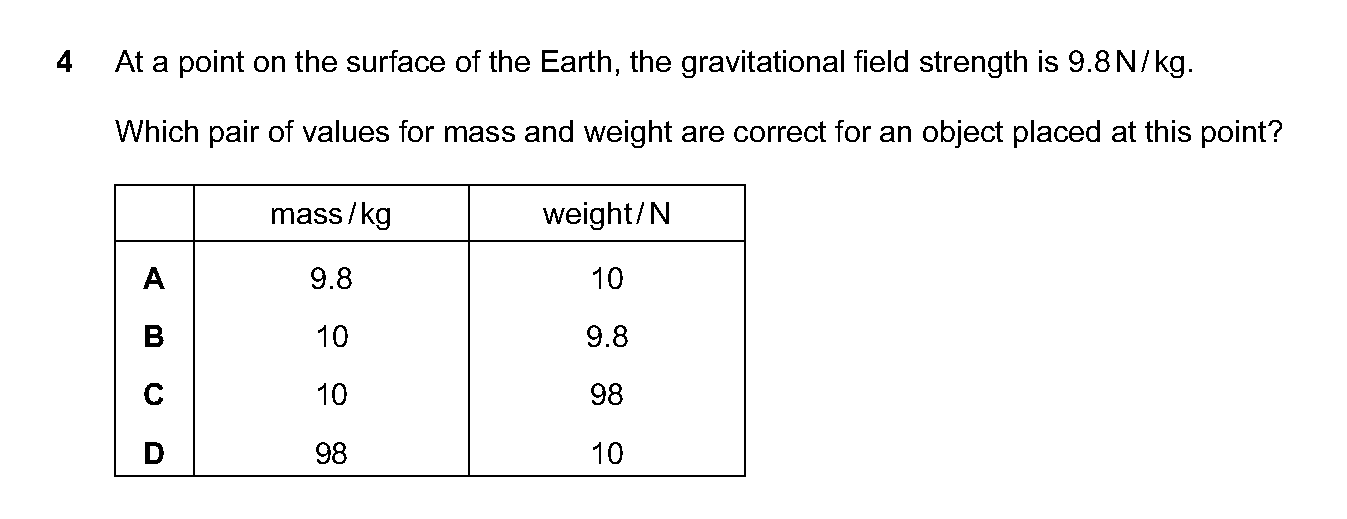 4 At a point on the surface of the Earth, the gravitational field strength is 9.8 N / kg.
Which pair of values for mass and weight are correct for an object placed at this point?
mass / kg weight / N
A 9.8 10
B 10 9.8
C 10 98
D 98 10